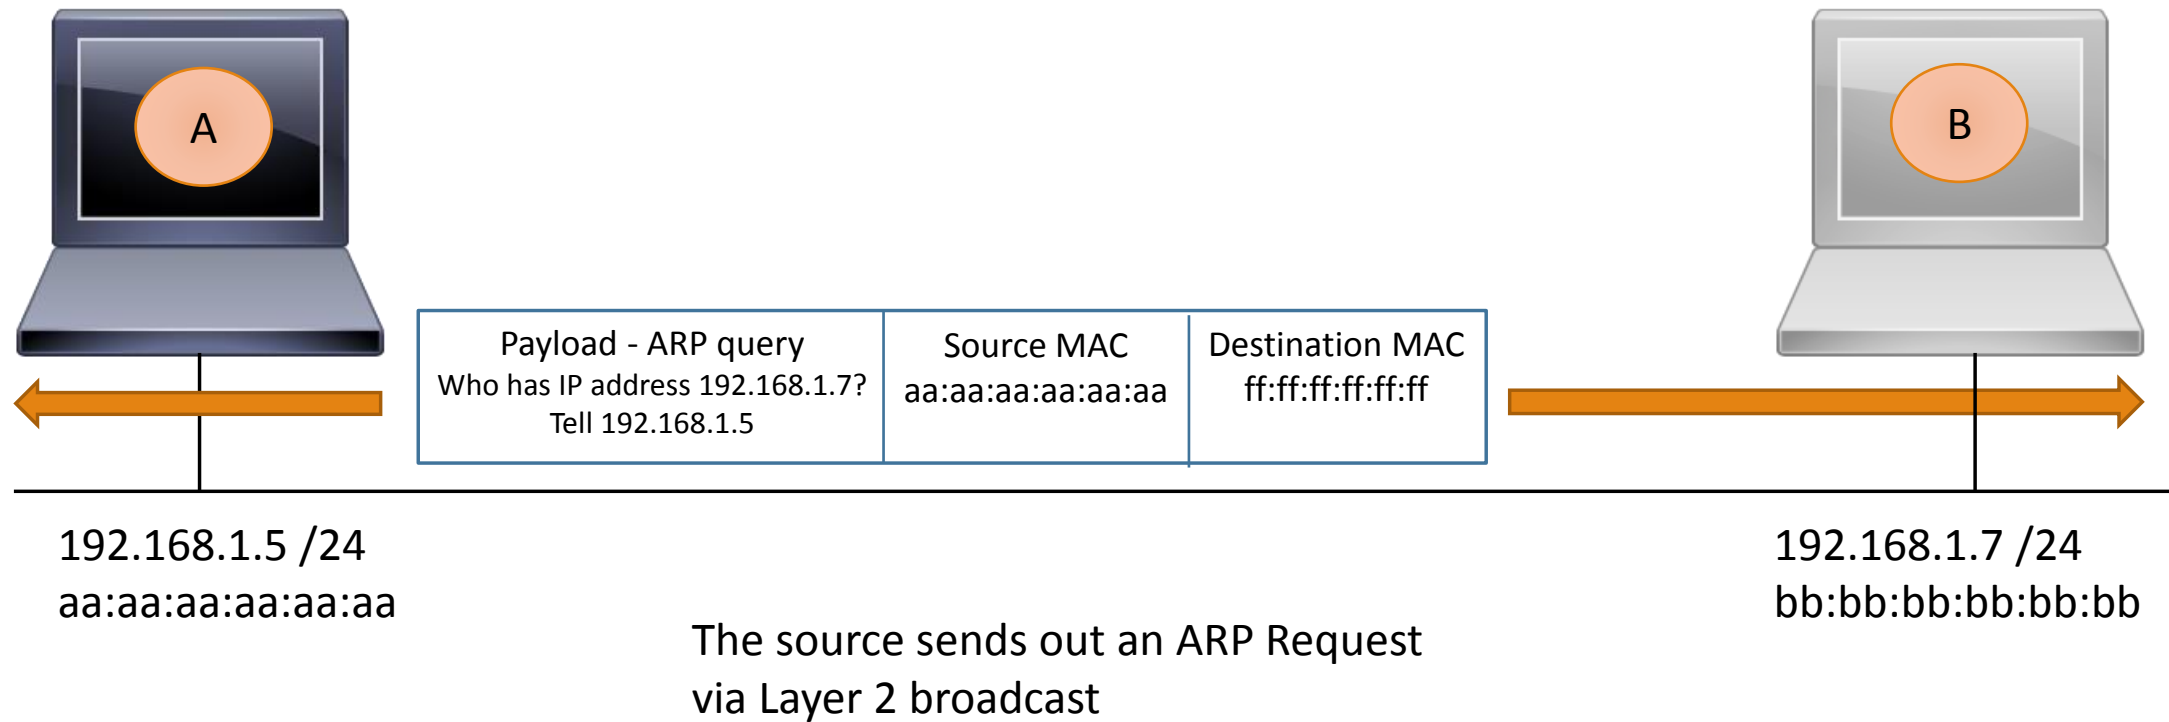 A
B
Payload - ARP query
Who has IP address 192.168.1.7?
Tell 192.168.1.5
Source MAC
aa:aa:aa:aa:aa:aa
Destination MAC
ff:ff:ff:ff:ff:ff
192.168.1.5 /24
aa:aa:aa:aa:aa:aa
192.168.1.7 /24
bb:bb:bb:bb:bb:bb
The source sends out an ARP Request
via Layer 2 broadcast